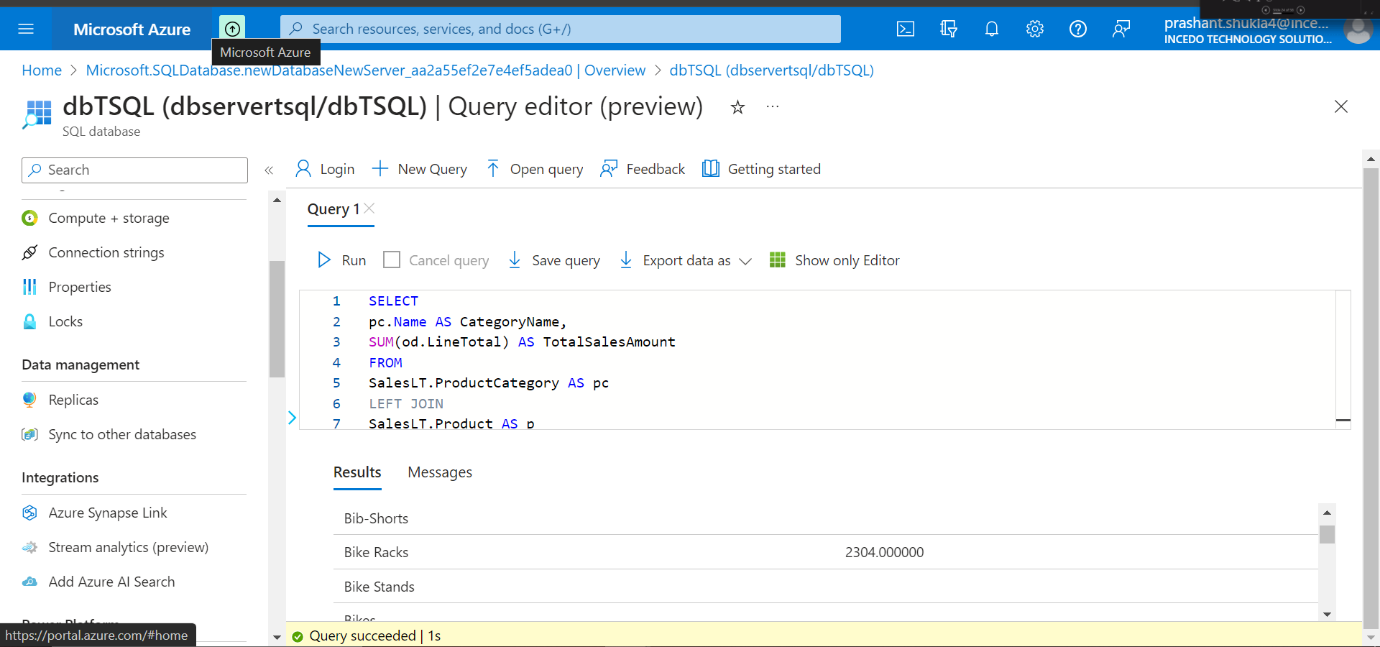 Microsoft Azure
Search resources, services, and docs (G+/)
prashant.shukla4@ince...
INCEDO TECHNOLOGY SOLUTIO...
Microsoft Azure
Home > Microsoft.SQLDatabase.newDatabaseNewServer_aa2a55ef2e7e4ef5adea0 | Overview > dbTSQL (dbservertsql/dbTSQL)
dbTSQL (dbservertsql/dbTSQL) | Query editor (preview)
SQL database
Search
Compute + storage
Connection strings
Properties
Locks
Data management
Replicas
Sync to other databases
Integrations
Azure Synapse Link
Stream analytics (preview)
Add Azure AI Search
Power Platform
https://portal.azure.com/#home
Login
New Query
Open query
Feedback
Getting started
Query 1
Run
Cancel query
Save query
Export data as
Show only Editor
1 SELECT
2 pc.Name AS CategoryName,
3 SUM(od.LineTotal) AS TotalSalesAmount
4 FROM
5 SalesLT.ProductCategory AS pc
6 LEFT JOIN
7 SalesLT.Product AS p
Results Messages
Bib-Shorts
Bike Racks 2304.000000
Bike Stands
Bikes
Query succeeded | 1s